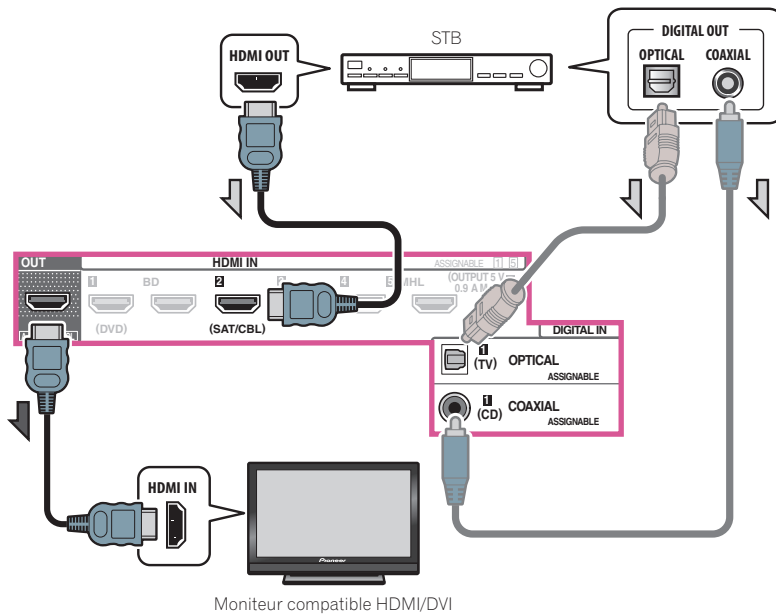 STB
HDMI OUT
DIGITAL OUT
OPTICAL COAXIAL
OUT
HDMI IN
ASSIGNABLE 1 5
1 BD 2 4 5 MHL
(OUTPUT 5 V
0.9 A M
(DVD) (SAT/CBL)
DIGITAL IN
1
(TV) OPTICAL
ASSIGNABLE
1
(CD) COAXIAL
ASSIGNABLE
HDMI IN
Pioneer
Moniteur compatible HDMI/DVI